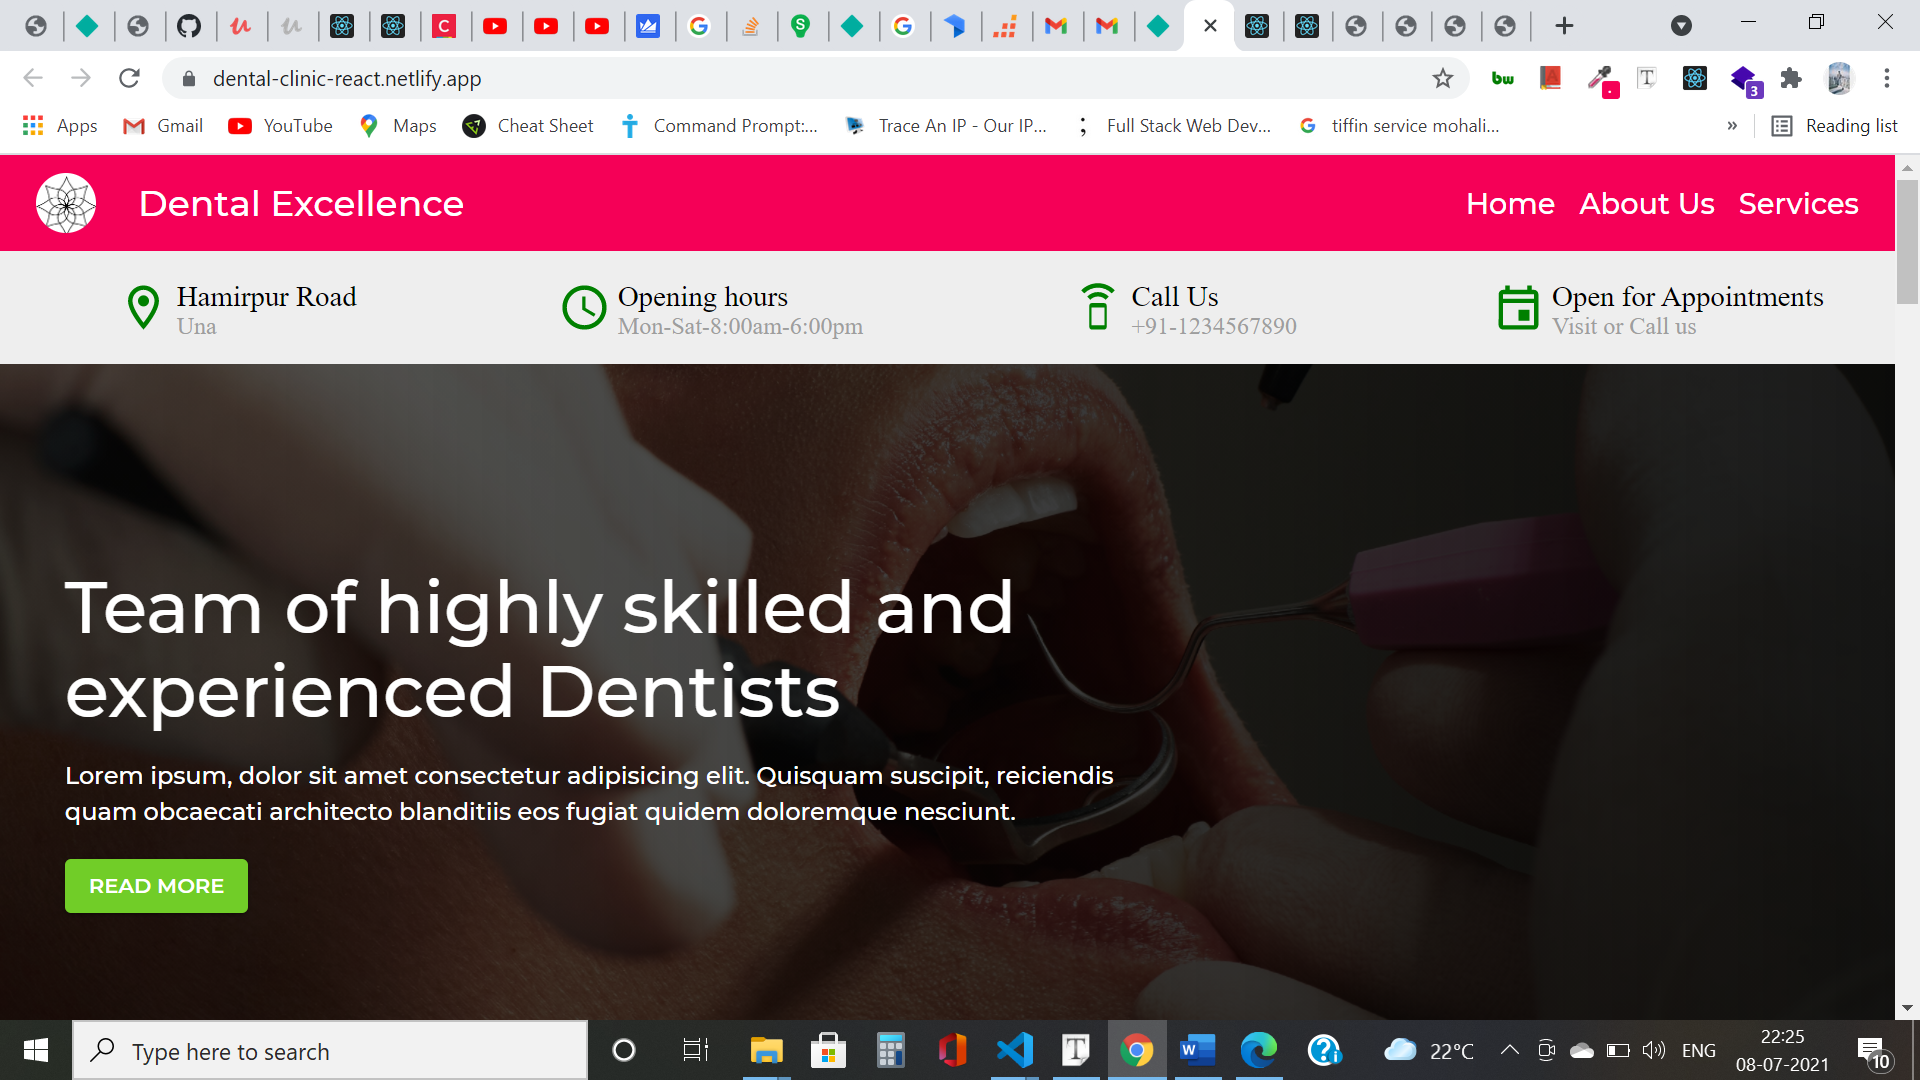 dental-clinic-react.netlify.app
bw
3
Apps
Gmail
YouTube
Maps
Cheat Sheet
Command Prompt:...
Trace An IP - Our IP...
Full Stack Web Dev...
tiffin service mohali...
»
Reading list
Dental Excellence
Home
About Us
Services
Hamirpur Road
Una
Opening hours
Mon-Sat-8:00am-6:00pm
Call Us
+91-1234567890
Open for Appointments
Visit or Call us
Team of highly skilled and
experienced Dentists
Lorem ipsum, dolor sit amet consectetur adipisicing elit. Quisquam suscipit, reiciendis
quam obcaecati architecto blanditiis eos fugiat quidem doloremque nesciunt.
READ MORE
Type here to search
22°C
ENG
22:25
08-07-2021
10